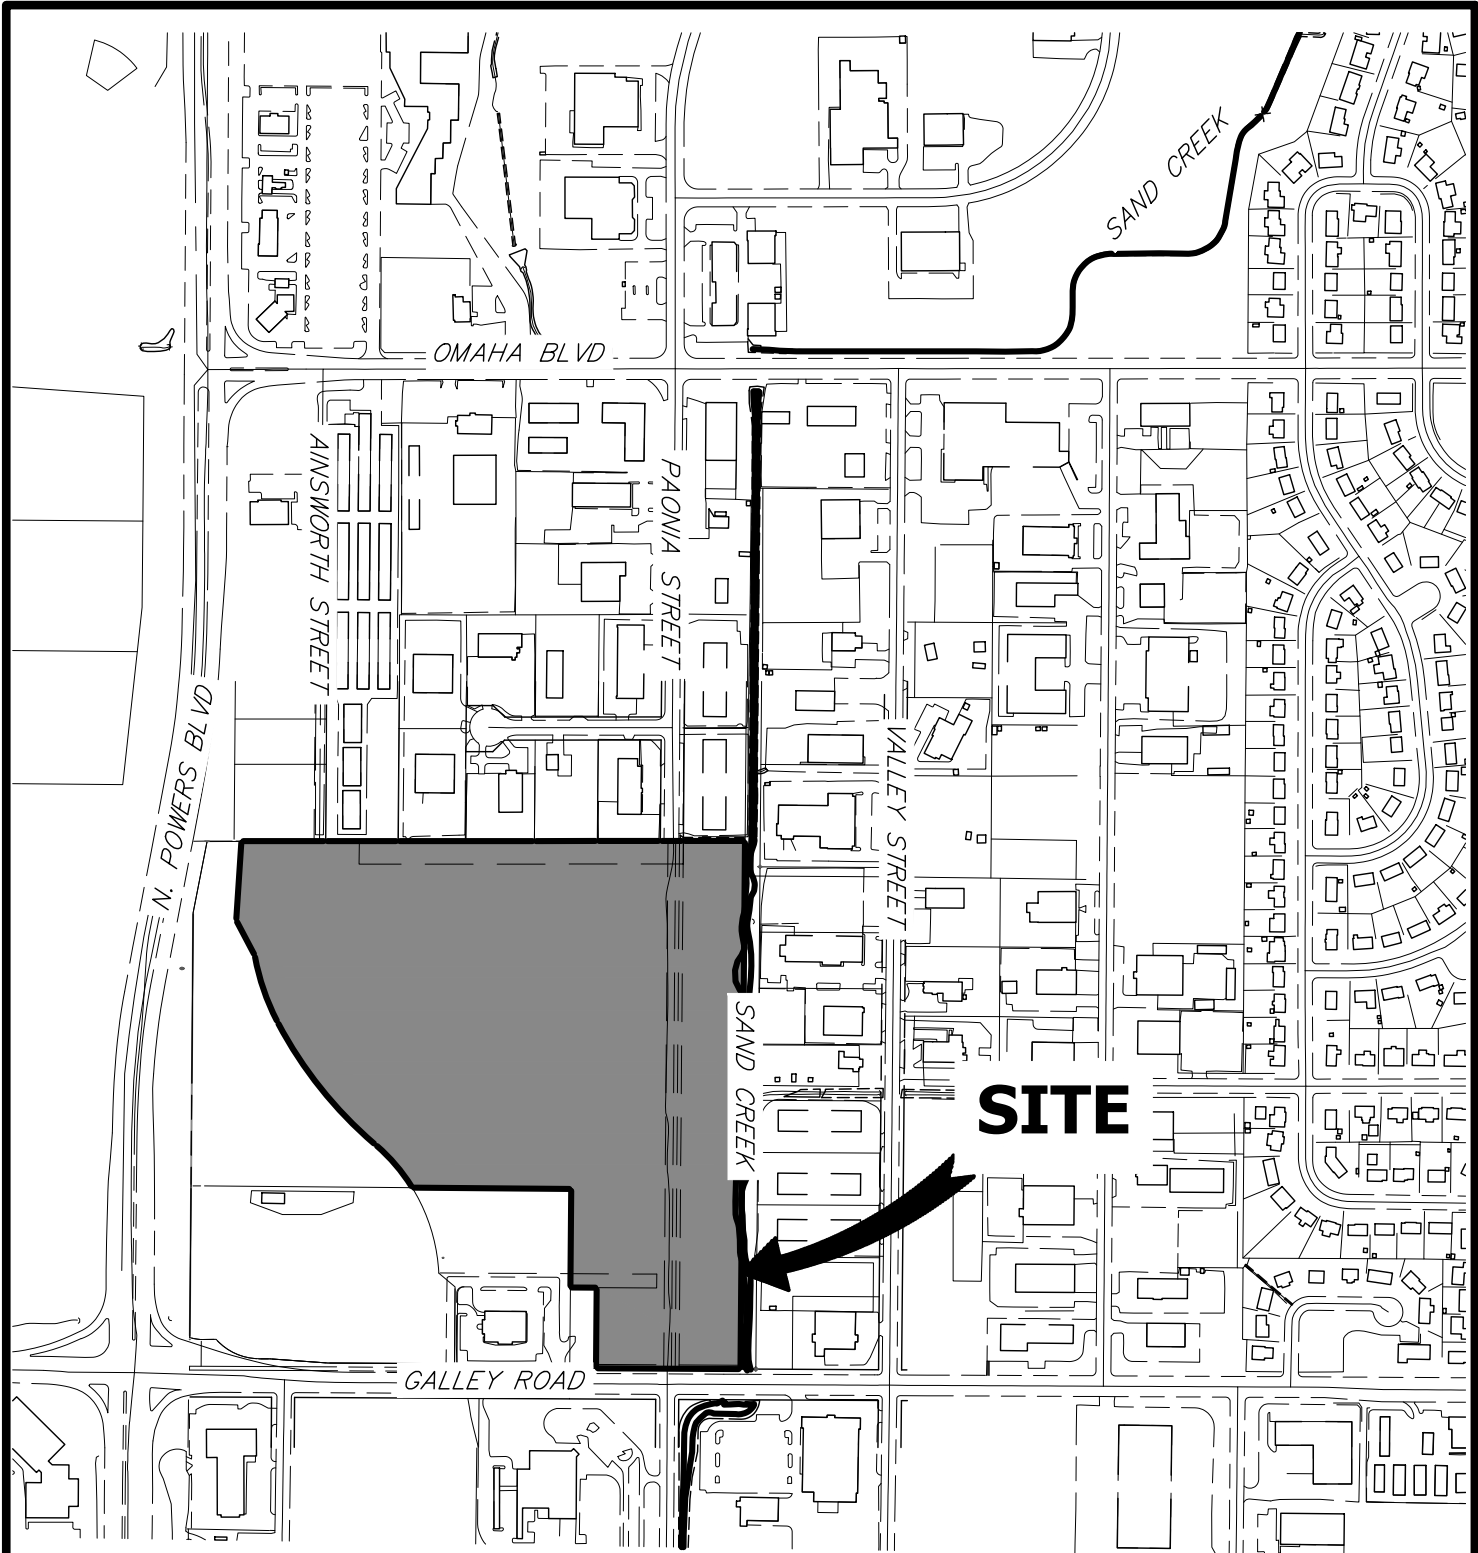 SAND CREEK
OMAHA BLVD
AINSWORTH STREET
PAONIA STREET
N. POWERS BLVD
VALLEY STREET
SAND CREEK
SITE
GALLEY ROAD